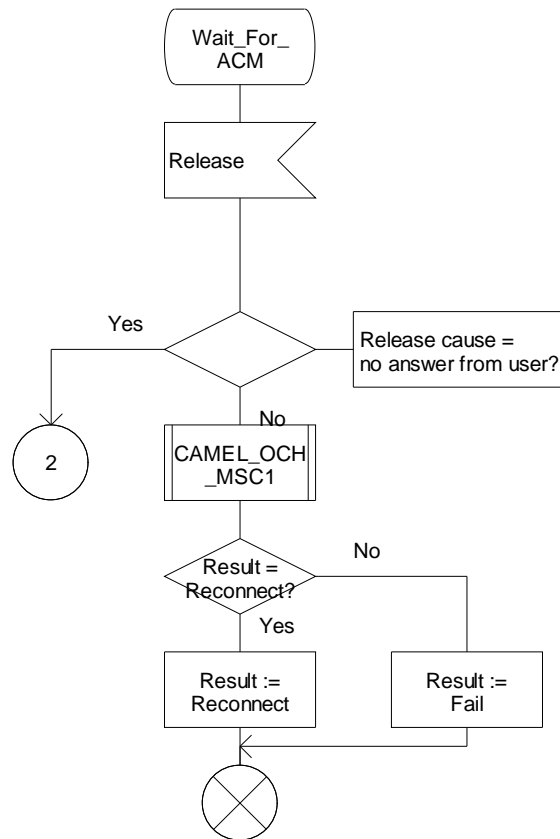 Wait_For_
ACM
Release
Yes
Release cause =
no answer from user?
No
2
CAMEL_OCH
_MSC1
No
Result =
Reconnect?
Yes
Result :=
Reconnect
Result :=
Fail